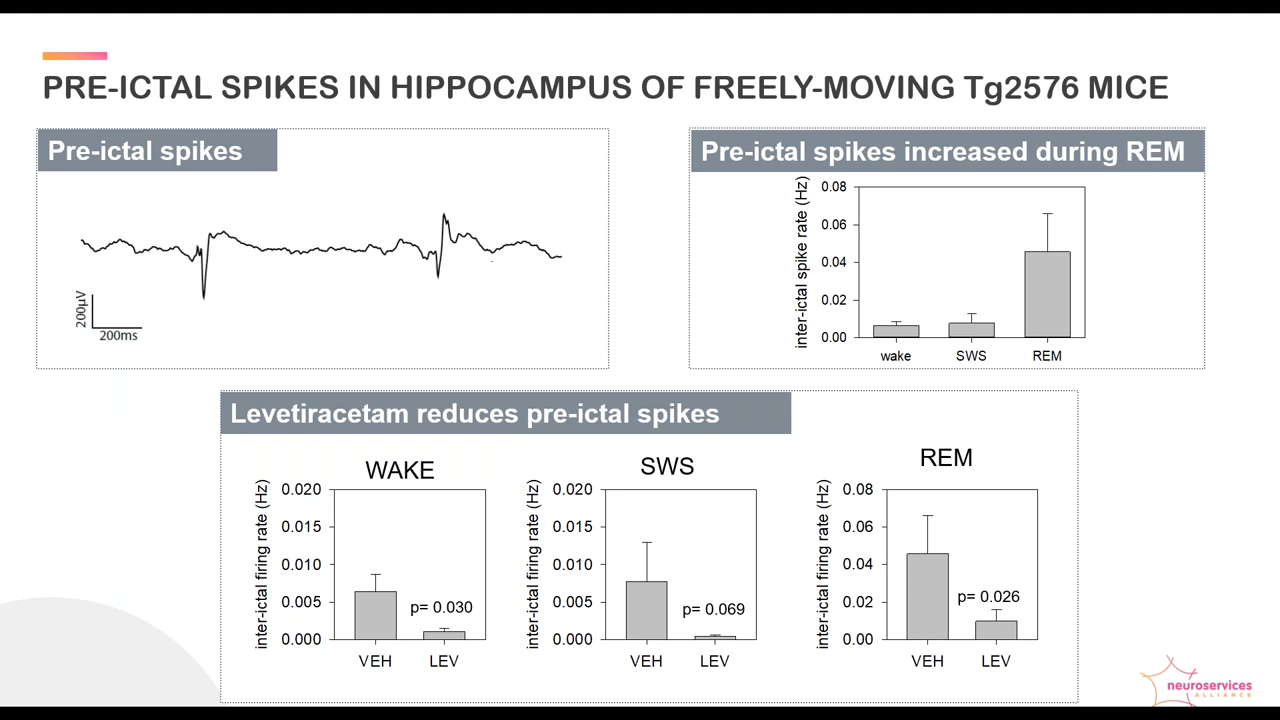 PRE-ICTAL SPIKES IN HIPPOCAMPUS OF FREELY-MOVING Tg2576 MICE
Pre-ictal spikes
200µV
200ms
Pre-ictal spikes increased during REM
inter-ictal spike rate (Hz)
0.08
0.06
0.04
0.02
0.00
wake SWS REM
Levetiracetam reduces pre-ictal spikes
WAKE
inter-ictal firing rate (Hz)
0.020
0.015
0.010
0.005
0.000
p= 0.030
VEH LEV
SWS
inter-ictal firing rate (Hz)
0.020
0.015
0.010
0.005
0.000
p= 0.069
VEH LEV
REM
inter-ictal firing rate (Hz)
0.08
0.06
0.04
0.02
0.00
p= 0.026
VEH LEV
neuroservices
ALLIANCE